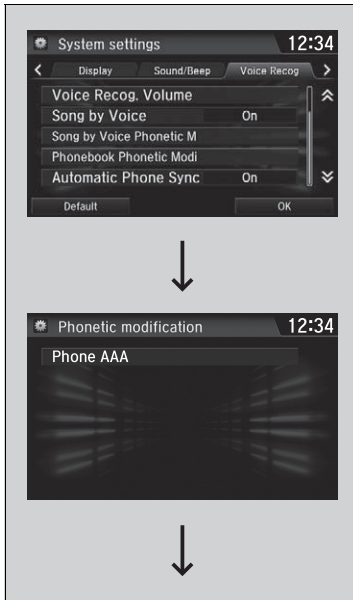 System settings 12:34
Display Sound/Beep Voice Recog
Voice Recog. Volume
Song by Voice On
Song by Voice Phonetic M
Phonebook Phonetic Modi
Automatic Phone Sync On
Default OK
Phonetic modification 12:34
Phone AAA